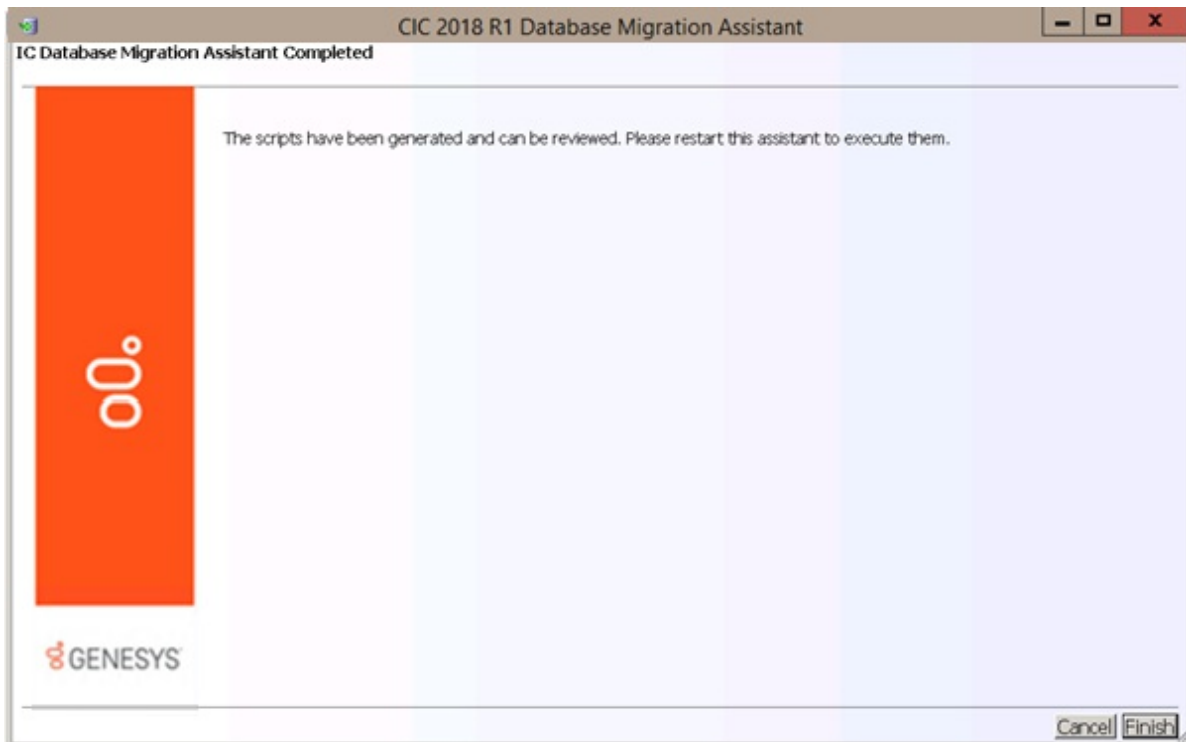 CIC 2018 R1 Database Migration Assistant
IC Database Migration Assistant Completed
The scripts have been generated and can be reviewed. Please restart this assistant to execute them.
GENESYS
Cancel Finish